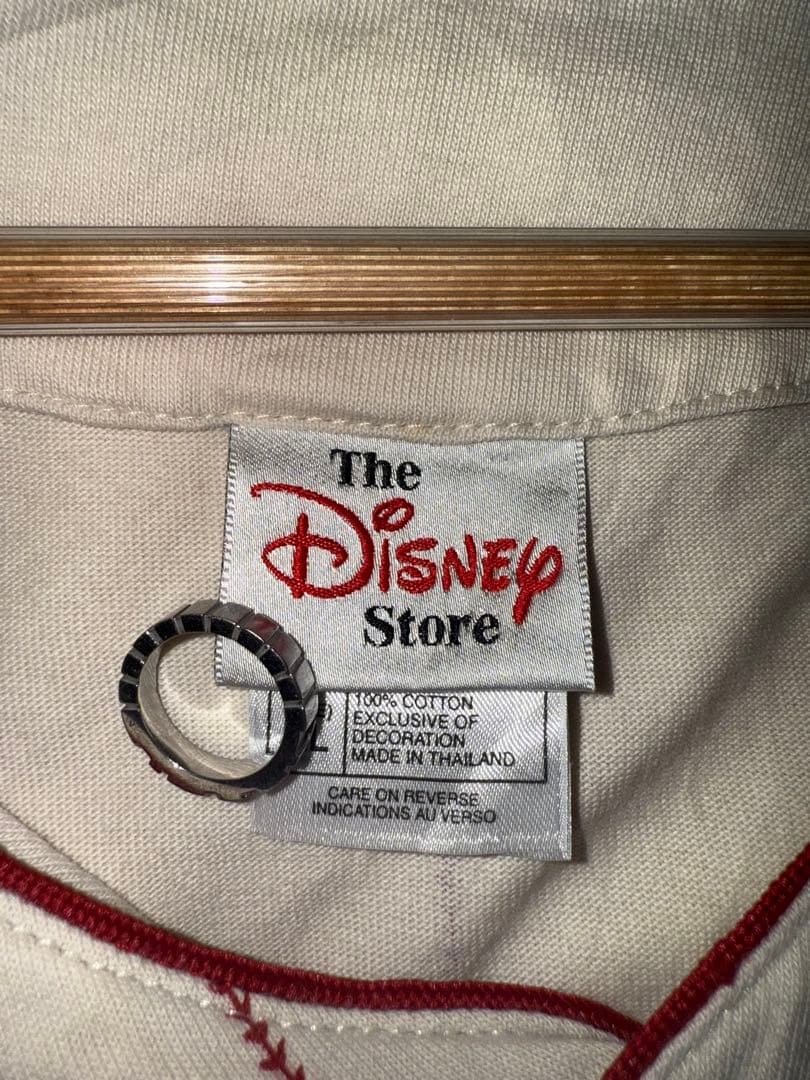 The
Disney
Store
100% COTTON
EXCLUSIVE OF
DECORATION
MADE IN THAILAND
CARE ON REVERSE
INDICATIONS AU VERSO